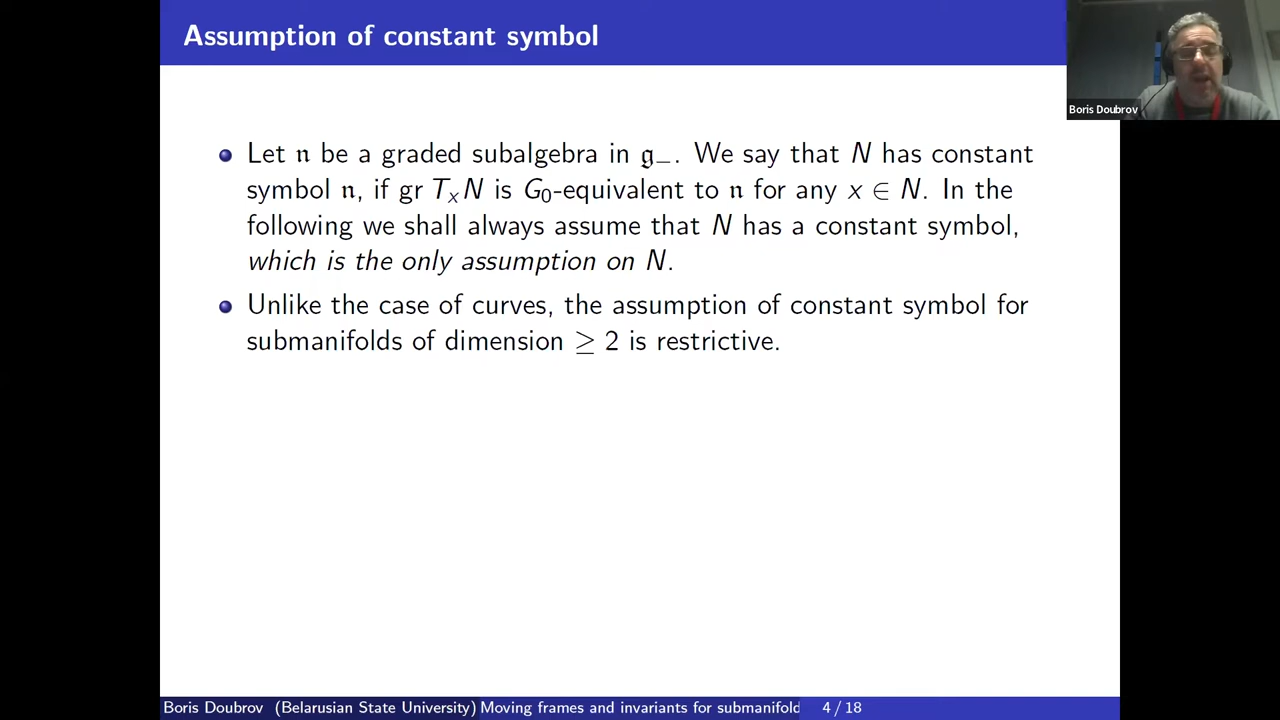 Assumption of constant symbol
Boris Doubrov
Let 𝔫 be a graded subalgebra in 𝔤₋. We say that N has constant
symbol 𝔫, if gr TₓN is G₀-equivalent to 𝔫 for any x ∈ N. In the
following we shall always assume that N has a constant symbol,
which is the only assumption on N.
Unlike the case of curves, the assumption of constant symbol for
submanifolds of dimension ≥ 2 is restrictive.
Boris Doubrov (Belarusian State University) Moving frames and invariants for submanifold 4 / 18